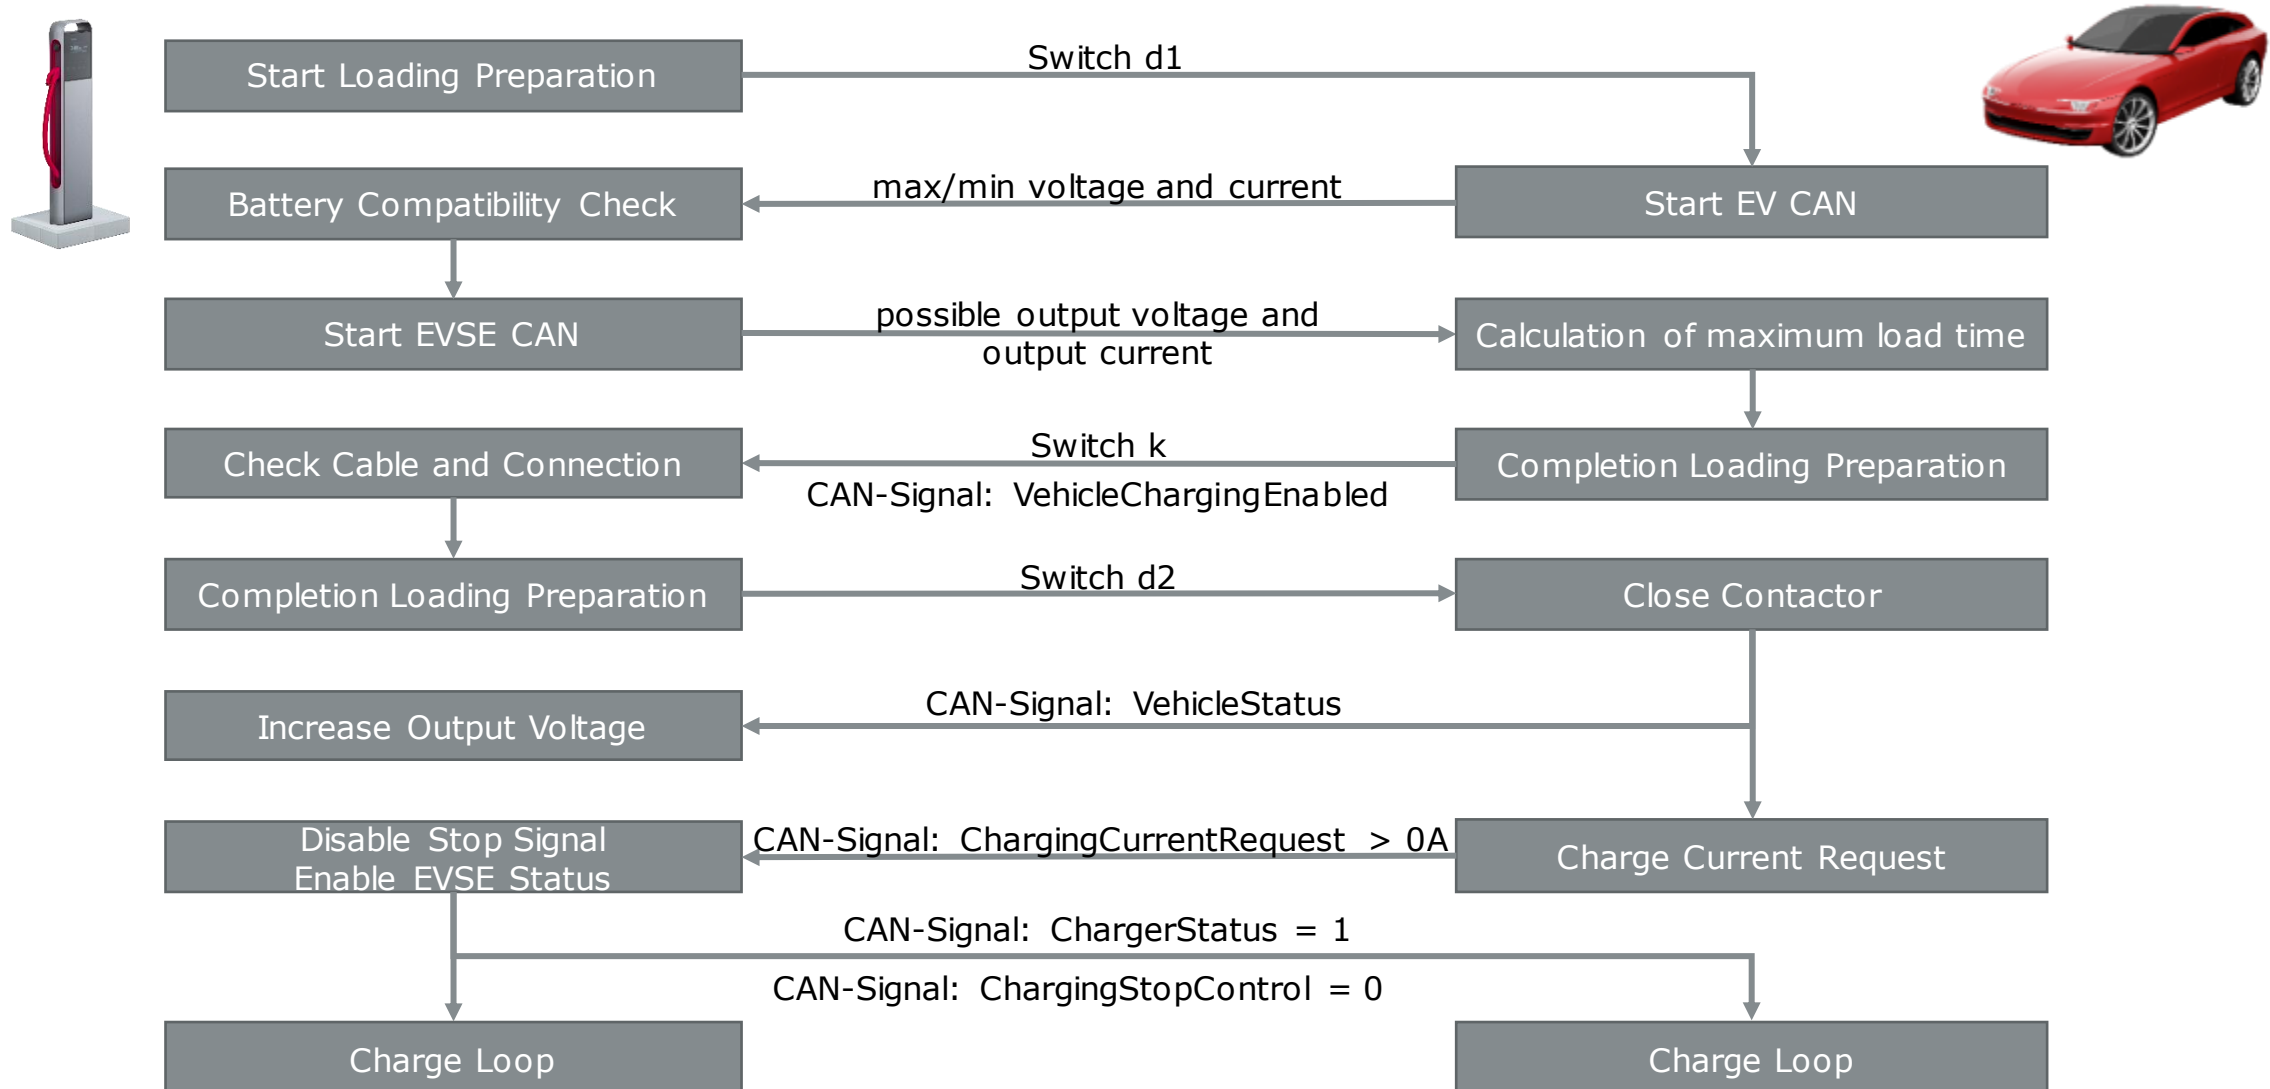 Start Loading Preparation
Switch d1
Battery Compatibility Check
max/min voltage and current
Start EV CAN
Start EVSE CAN
possible output voltage and
output current
Calculation of maximum load time
Check Cable and Connection
Switch k
CAN-Signal: VehicleChargingEnabled
Completion Loading Preparation
Completion Loading Preparation
Switch d2
Close Contactor
Increase Output Voltage
CAN-Signal: VehicleStatus
Disable Stop Signal
Enable EVSE Status
CAN-Signal: ChargingCurrentRequest > 0A
Charge Current Request
CAN-Signal: ChargerStatus = 1
CAN-Signal: ChargingStopControl = 0
Charge Loop
Charge Loop